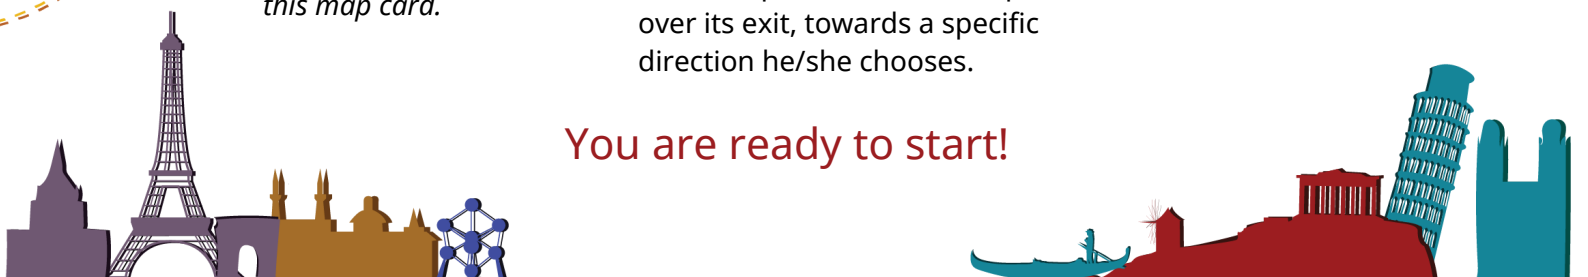 this map card.
over its exit, towards a specific
direction he/she chooses.
You are ready to start!